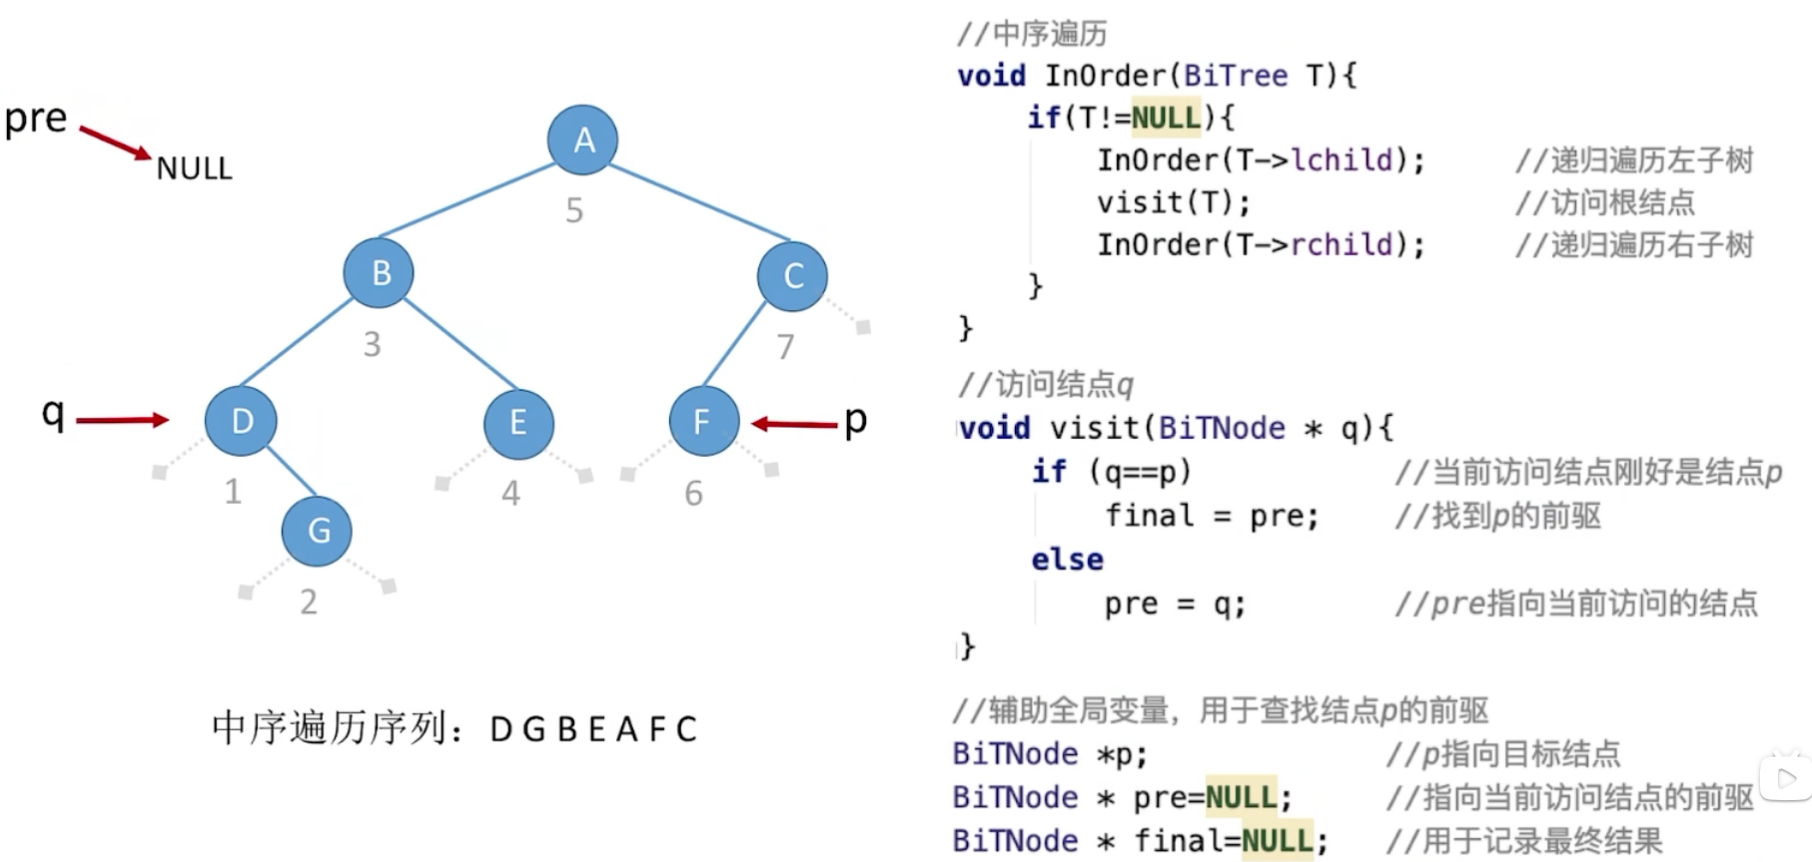 pre
NULL
A
5
B
3
C
7
q
D
1
E
4
F
6
p
G
2
中序遍历序列：D G B E A F C
//中序遍历
void InOrder(BiTree T){
if(T!=NULL){
InOrder(T->lchild); //递归遍历左子树
visit(T); //访问根结点
InOrder(T->rchild); //递归遍历右子树
}
}
//访问结点q
void visit(BiTNode * q){
if (q==p) //当前访问结点刚好是结点p
final = pre; //找到p的前驱
else
pre = q; //pre指向当前访问的结点
}
//辅助全局变量，用于查找结点p的前驱
BiTNode *p; //p指向目标结点
BiTNode * pre=NULL; //指向当前访问结点的前驱
BiTNode * final=NULL; //用于记录最终结果